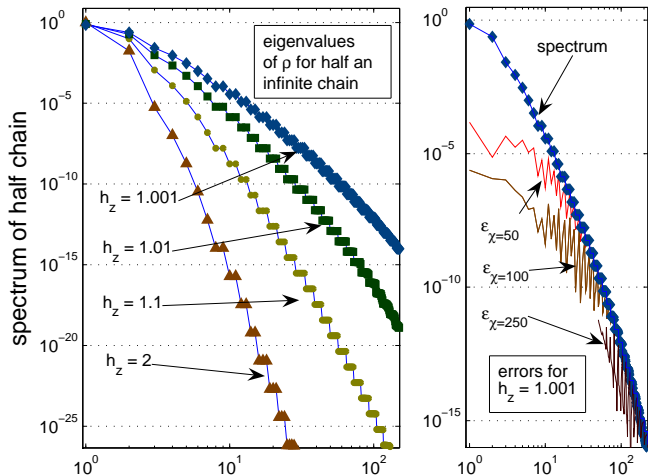 spectrum of half chain
10^0
10^-5
10^-10
10^-15
10^-20
10^-25
10^0
10^1
10^2
eigenvalues
of ρ for half an
infinite chain
h_z = 1.001
h_z = 1.01
h_z = 1.1
h_z = 2
10^0
10^-5
10^-10
10^-15
10^0
10^1
10^2
spectrum
ε_χ=50
ε_χ=100
ε_χ=250
errors for
h_z = 1.001